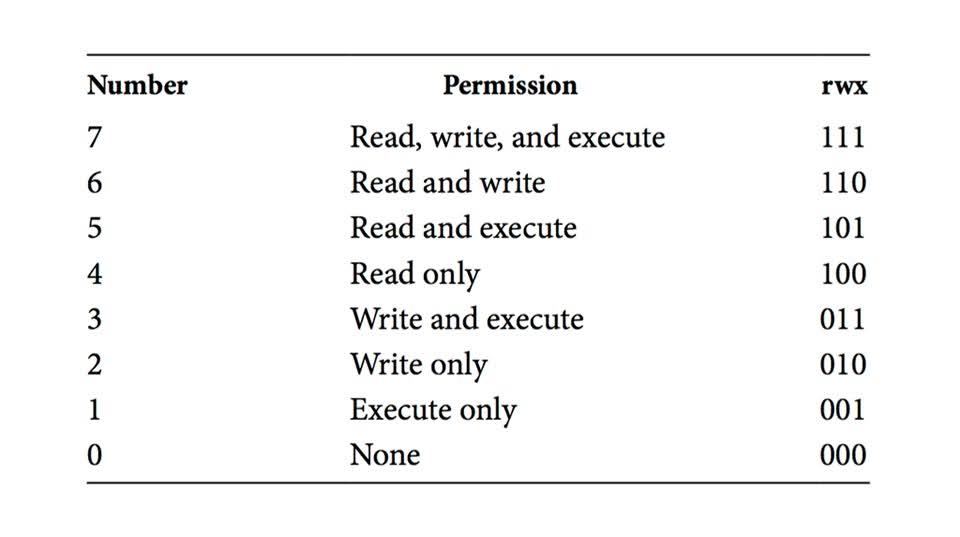 Number Permission rwx
7 Read, write, and execute 111
6 Read and write 110
5 Read and execute 101
4 Read only 100
3 Write and execute 011
2 Write only 010
1 Execute only 001
0 None 000